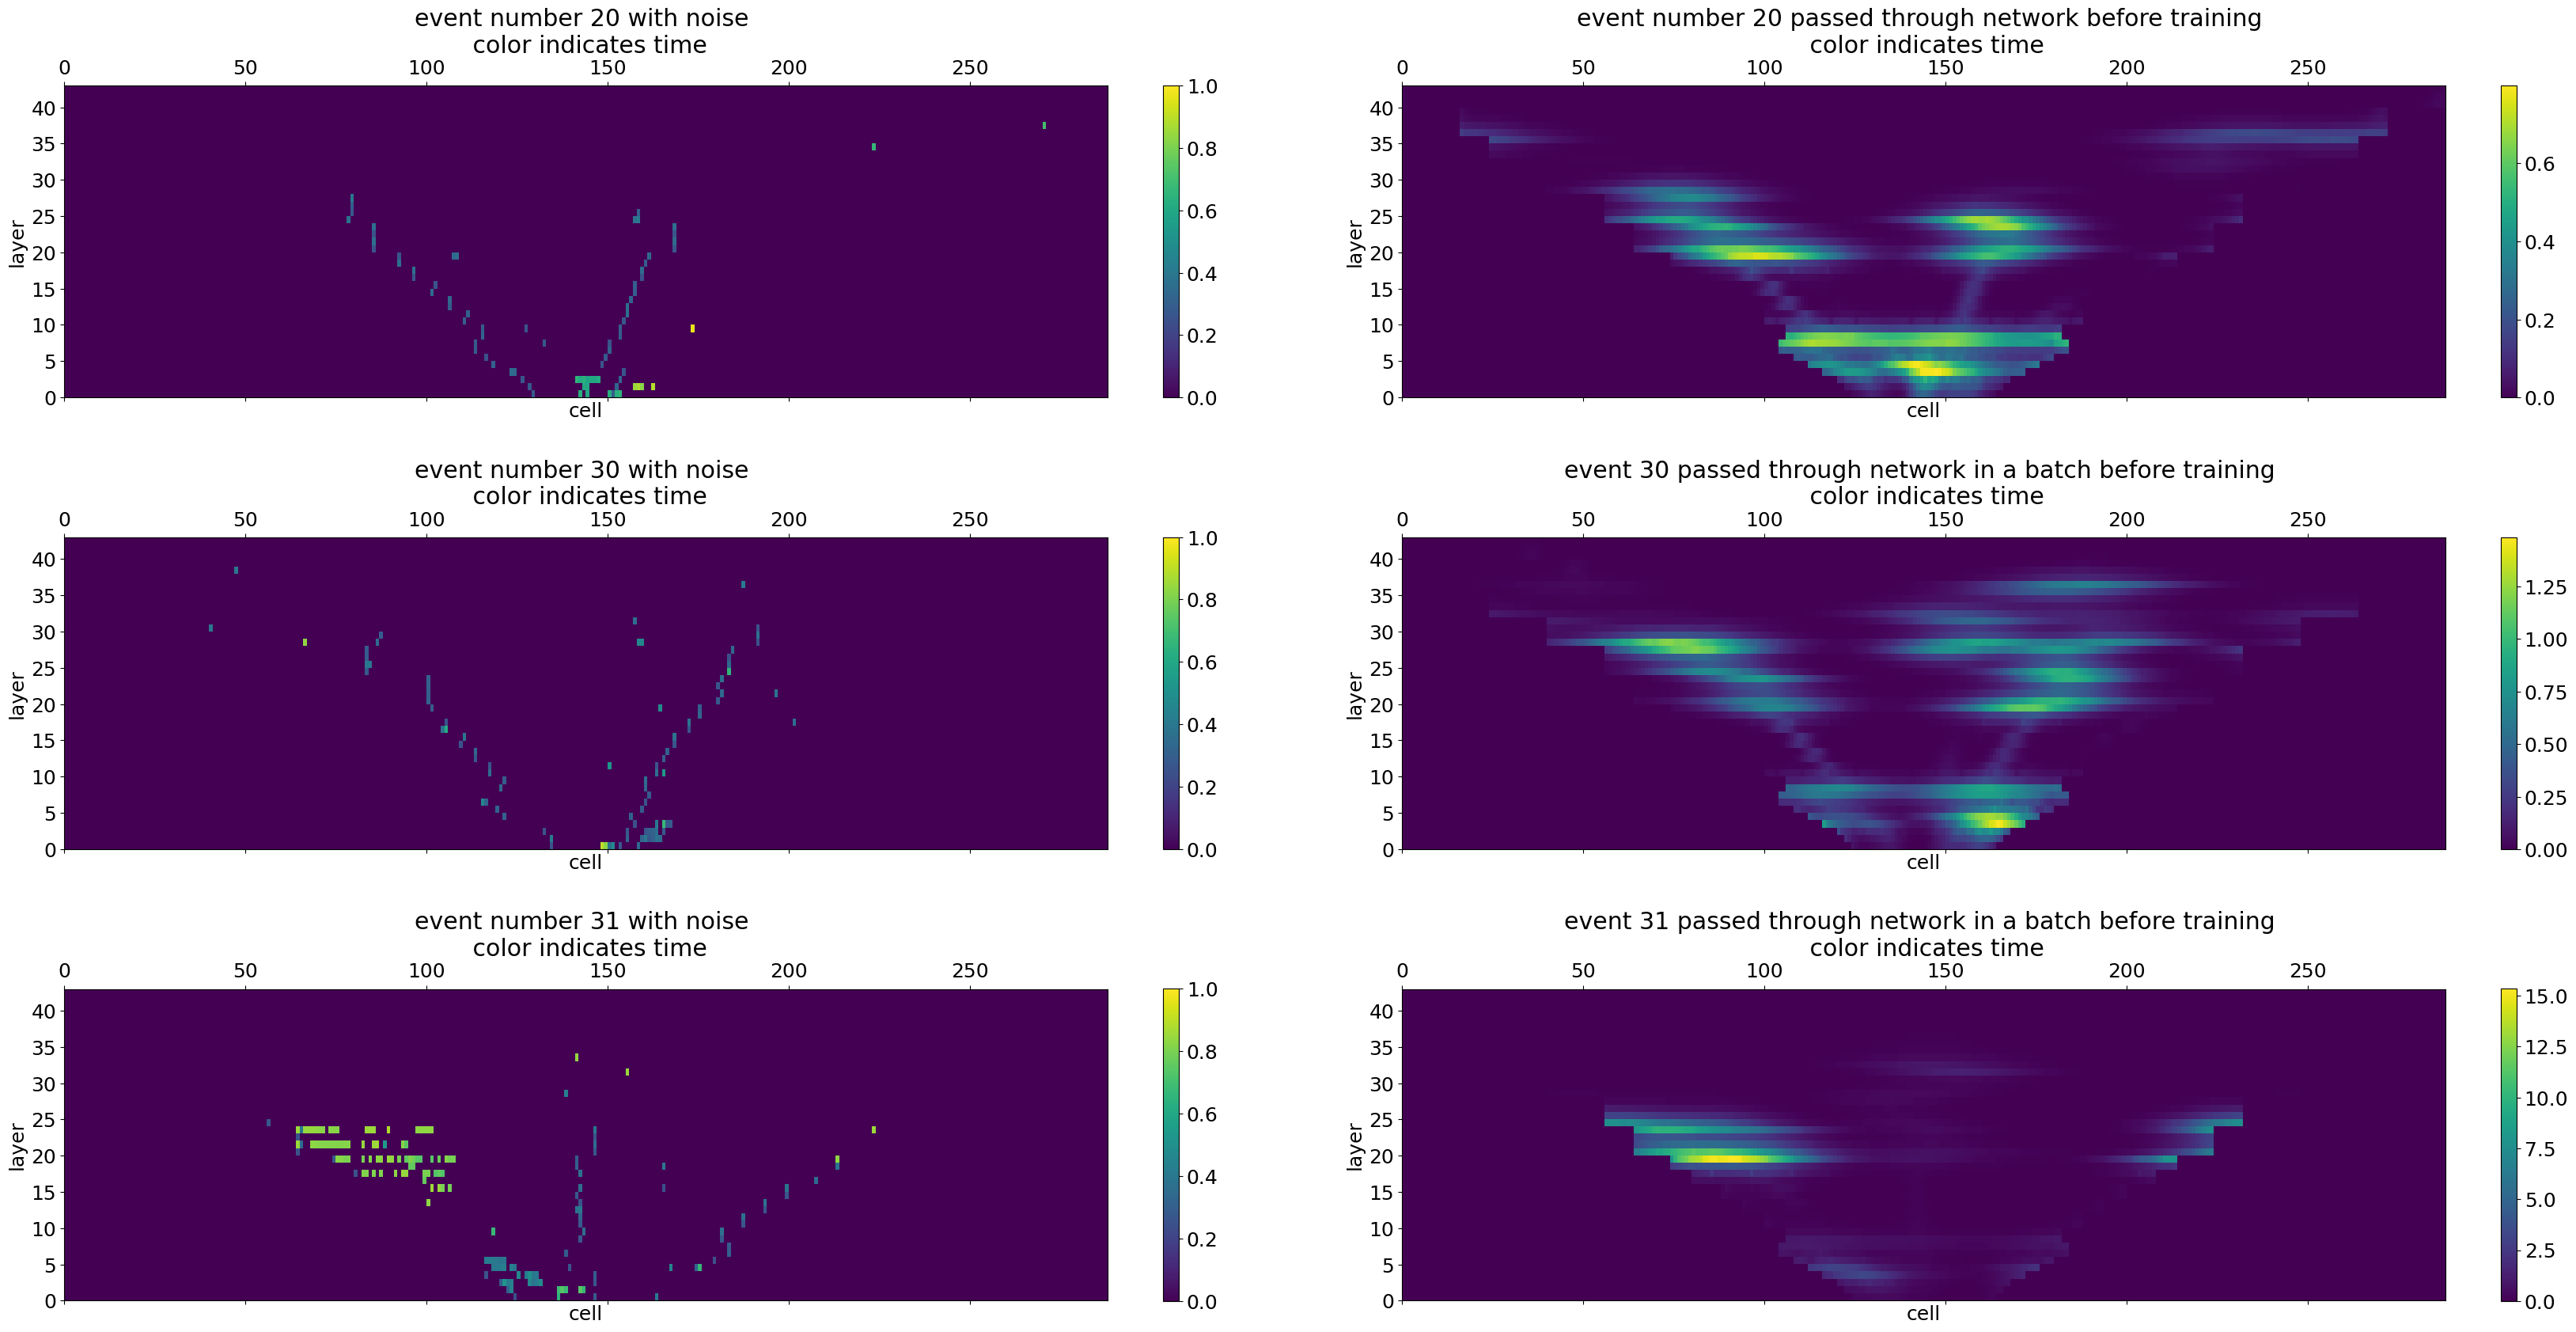 event number 20 with noise
color indicates time
0 50 100 150 200 250
40
35
30
25
20
15
10
5
0
layer
cell
1.0
0.8
0.6
0.4
0.2
0.0
event number 20 passed through network before training
color indicates time
0 50 100 150 200 250
40
35
30
25
20
15
10
5
0
layer
cell
0.6
0.4
0.2
0.0
event number 30 with noise
color indicates time
0 50 100 150 200 250
40
35
30
25
20
15
10
5
0
layer
cell
1.0
0.8
0.6
0.4
0.2
0.0
event 30 passed through network in a batch before training
color indicates time
0 50 100 150 200 250
40
35
30
25
20
15
10
5
0
layer
cell
1.25
1.00
0.75
0.50
0.25
0.00
event number 31 with noise
color indicates time
0 50 100 150 200 250
40
35
30
25
20
15
10
5
0
layer
cell
1.0
0.8
0.6
0.4
0.2
0.0
event 31 passed through network in a batch before training
color indicates time
0 50 100 150 200 250
40
35
30
25
20
15
10
5
0
layer
cell
15.0
12.5
10.0
7.5
5.0
2.5
0.0